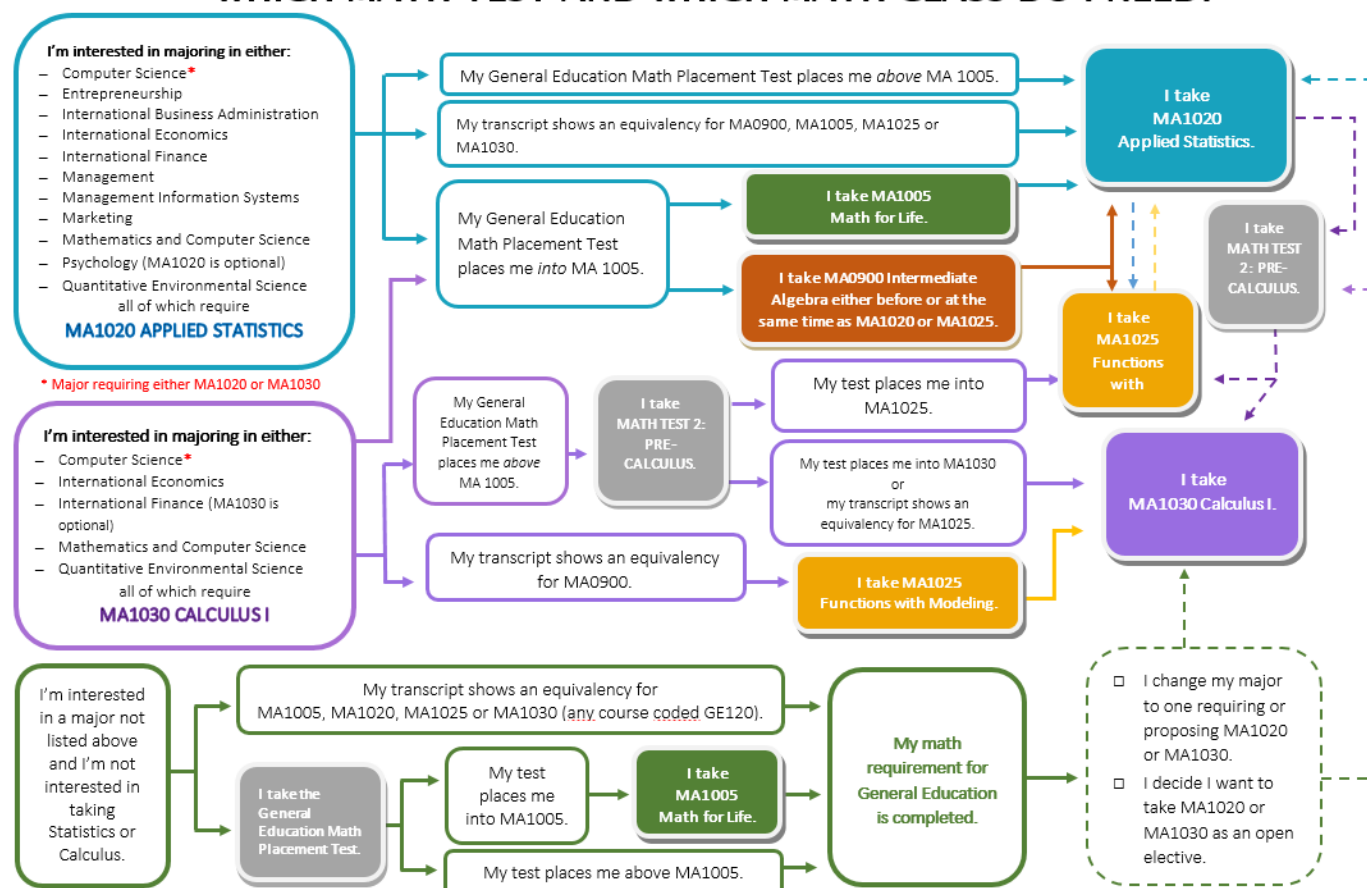 I'm interested in majoring in either:
– Computer Science*
– Entrepreneurship
– International Business Administration
– International Economics
– International Finance
– Management
– Management Information Systems
– Marketing
– Mathematics and Computer Science
– Psychology (MA1020 is optional)
– Quantitative Environmental Science
all of which require
MA1020 APPLIED STATISTICS
* Major requiring either MA1020 or MA1030
My General Education Math Placement Test places me above MA 1005.
My transcript shows an equivalency for MA0900, MA1005, MA1025 or
MA1030.
My General Education
Math Placement Test
places me into MA 1005.
I take MA1005
Math for Life.
I take MA0900 Intermediate
Algebra either before or at the
same time as MA1020 or MA1025.
I take
MA1020
Applied Statistics.
I take
MATH TEST
2: PRE-
CALCULUS.
I take
MA1025
Functions
with
I'm interested in majoring in either:
– Computer Science*
– International Economics
– International Finance (MA1030 is
optional)
– Mathematics and Computer Science
– Quantitative Environmental Science
all of which require
MA1030 CALCULUS I
My General
Education Math
Placement Test
places me above
MA 1005.
I take
MATH TEST 2:
PRE-
CALCULUS.
My test places me into
MA1025.
My test places me into MA1030
or
my transcript shows an
equivalency for MA1025.
My transcript shows an equivalency
for MA0900.
I take MA1025
Functions with Modeling.
I take
MA1030 Calculus I.
I'm interested
in a major not
listed above
and I'm not
interested in
taking
Statistics or
Calculus.
My transcript shows an equivalency for
MA1005, MA1020, MA1025 or MA1030 (any course coded GE120).
I take the
General
Education Math
Placement Test.
My test
places me
into MA1005.
I take
MA1005
Math for Life.
My test places me above MA1005.
My math
requirement for
General Education
is completed.
□ I change my major
to one requiring or
proposing MA1020
or MA1030.
□ I decide I want to
take MA1020 or
MA1030 as an open
elective.